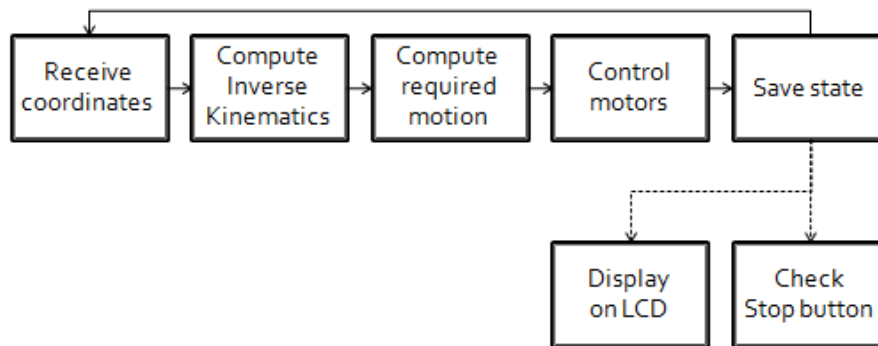 Receive
coordinates
Compute
Inverse
Kinematics
Compute
required
motion
Control
motors
Save state
Display
on LCD
Check
Stop button